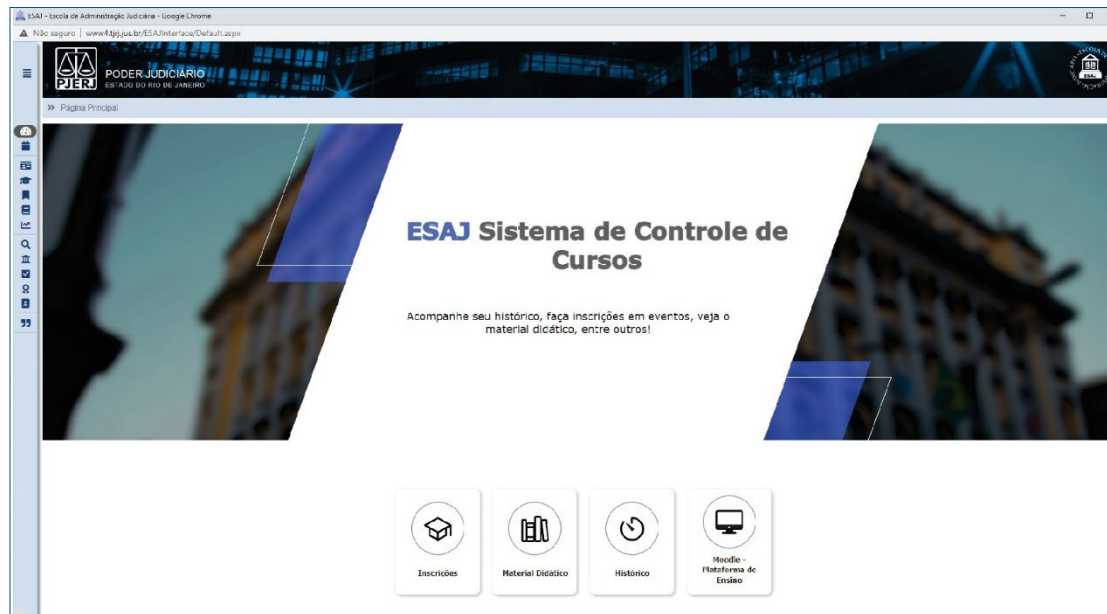 ESAJ - Escola de Administração Judiciária - Google Chrome
Não seguro | www4.tjrj.jus.br/ESAJInterface/Default.aspx
PJERJ
PODER JUDICIÁRIO
ESTADO DO RIO DE JANEIRO
ESAJ
>> Página Principal
ESAJ Sistema de Controle de
Cursos
Acompanhe seu histórico, faça inscrições em eventos, veja o
material didático, entre outros!
Inscrições
Material Didático
Histórico
Moodle -
Plataforma de
Ensino